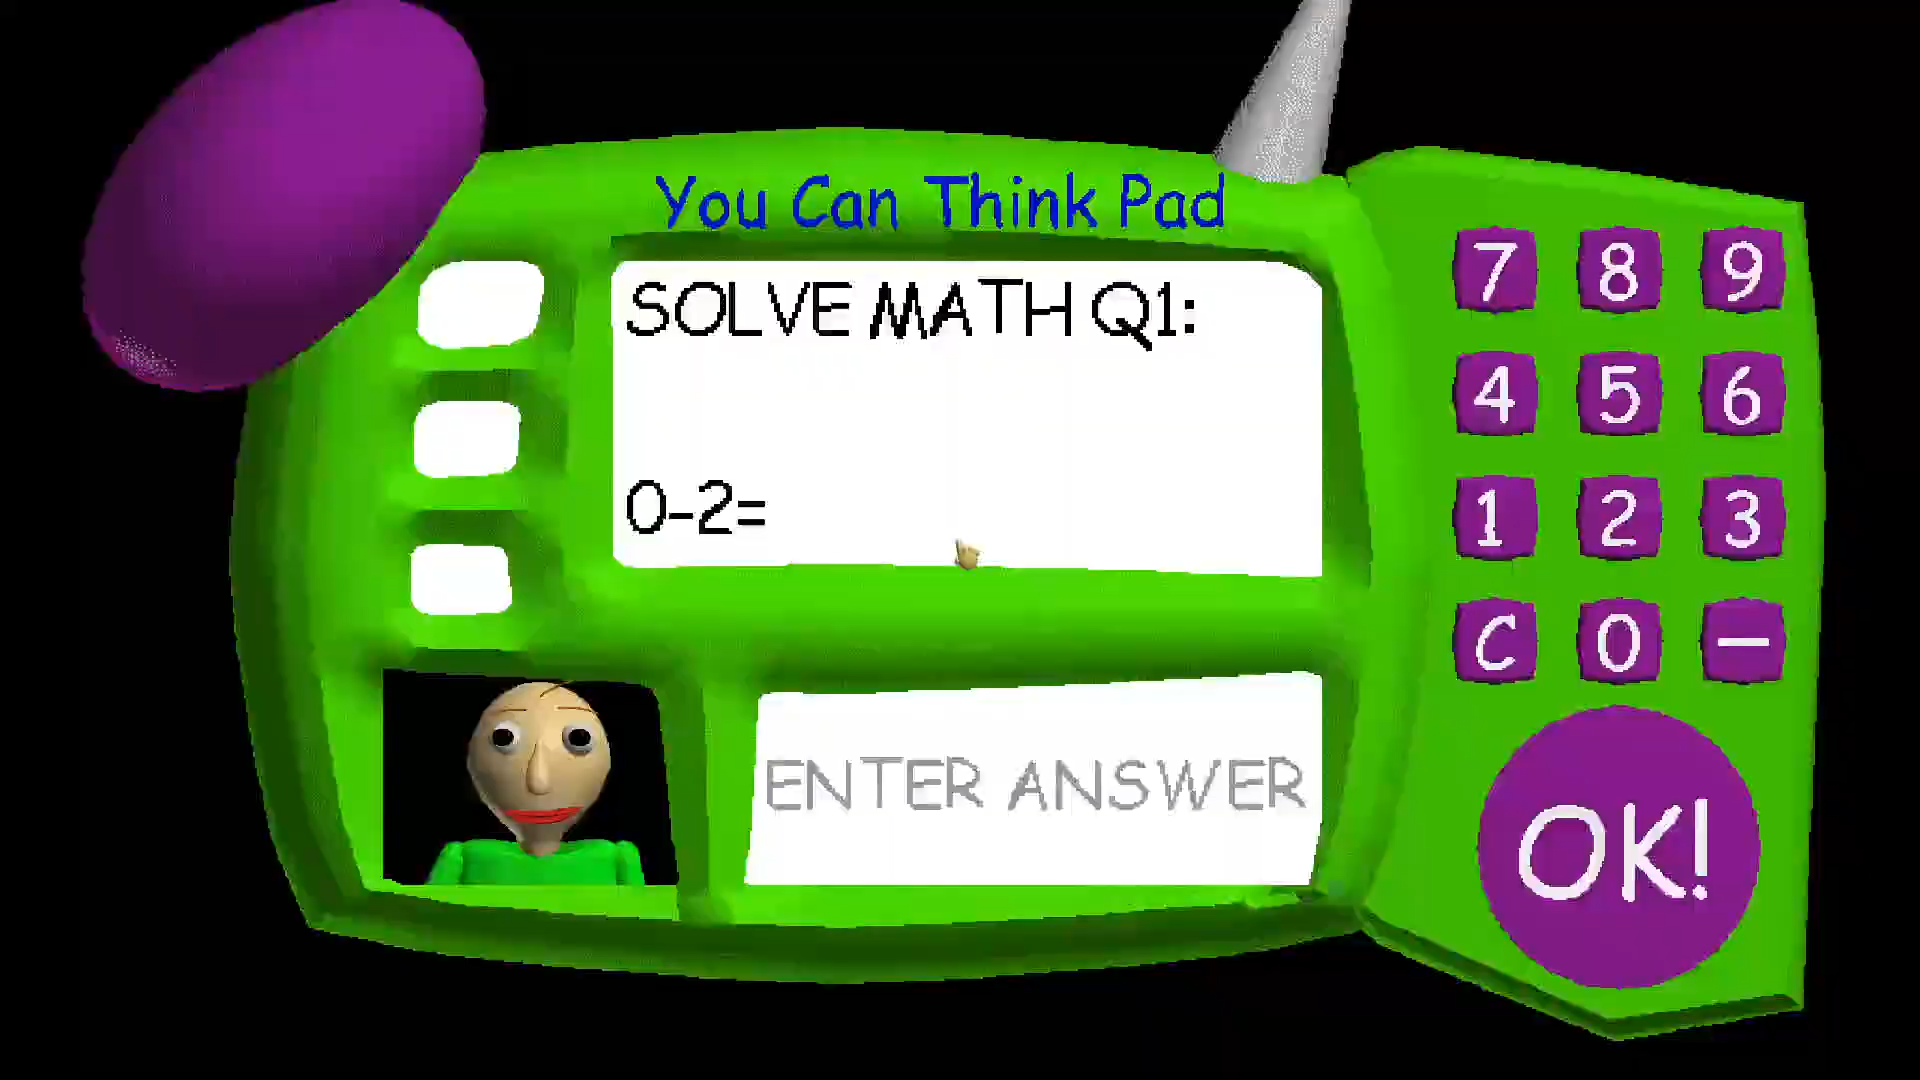 You Can Think Pad
SOLVE MATH Q1:
0-2=
ENTER ANSWER
7 8 9
4 5 6
1 2 3
C 0 -
OK!